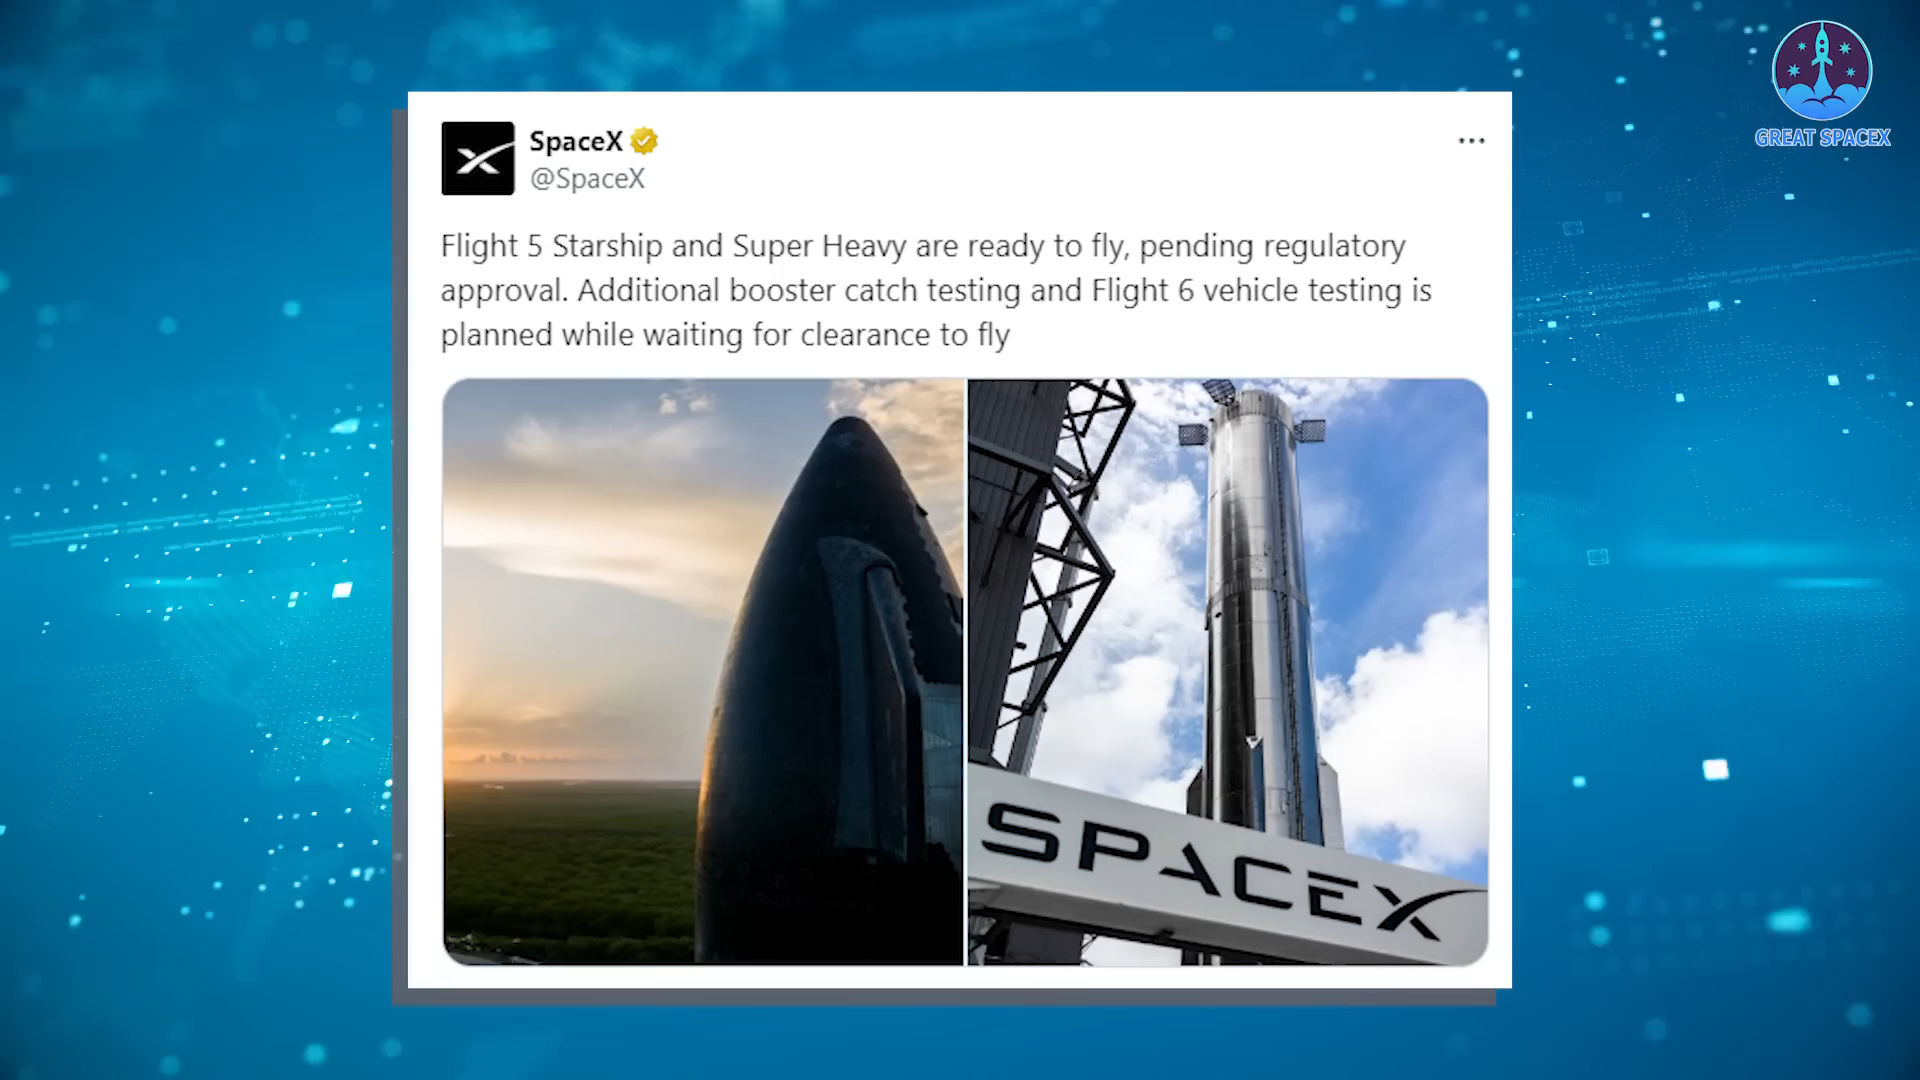 GREAT SPACEX
SpaceX
@SpaceX
Flight 5 Starship and Super Heavy are ready to fly, pending regulatory
approval. Additional booster catch testing and Flight 6 vehicle testing is
planned while waiting for clearance to fly
SPACEX